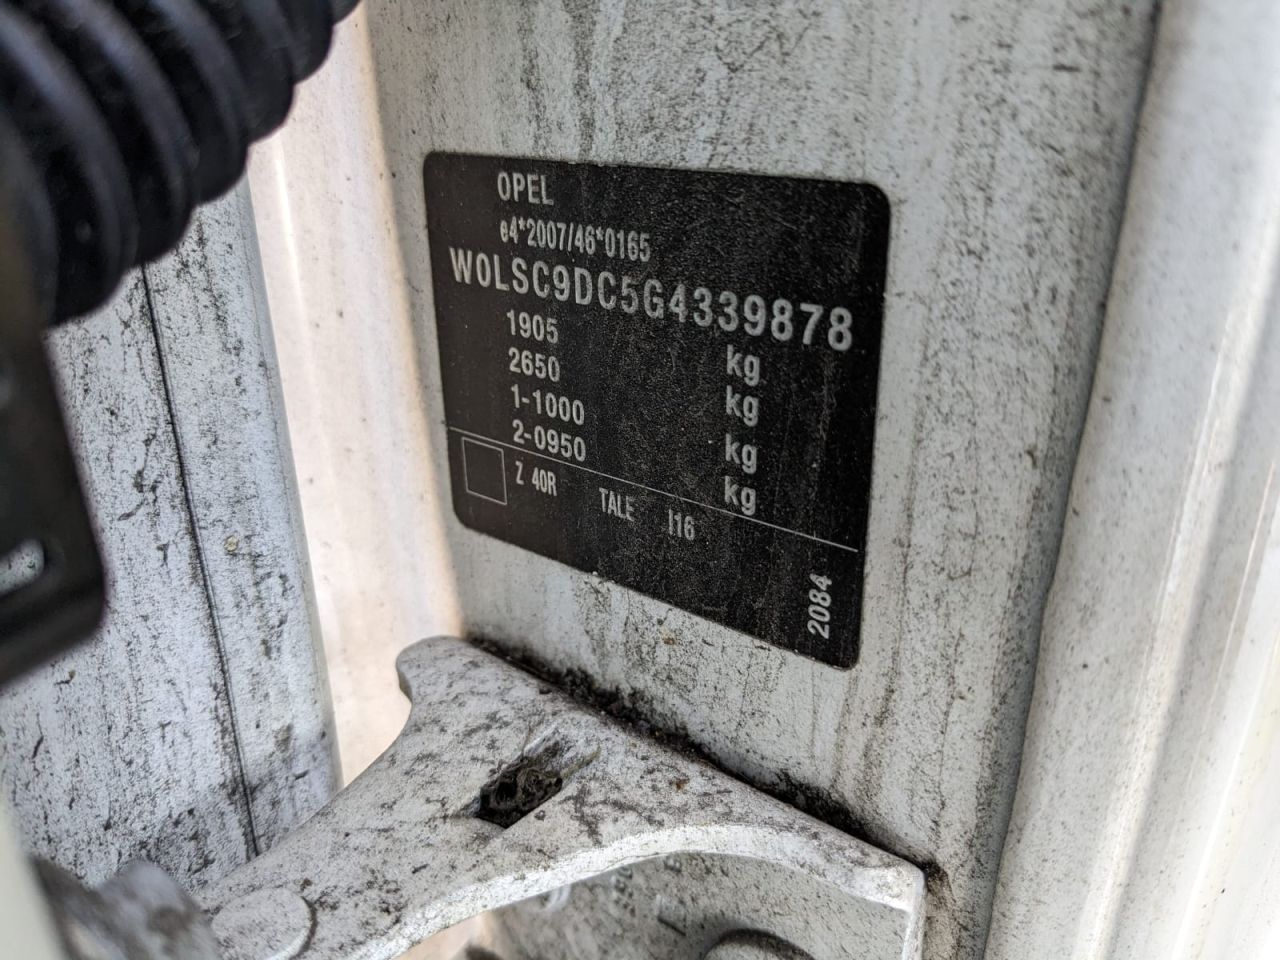 OPEL
e4*2007/46*0165
W0LSC9DC5G4339878
1905 kg
2650 kg
1-1000 kg
2-0950 kg
Z 40R TALE I16
2084